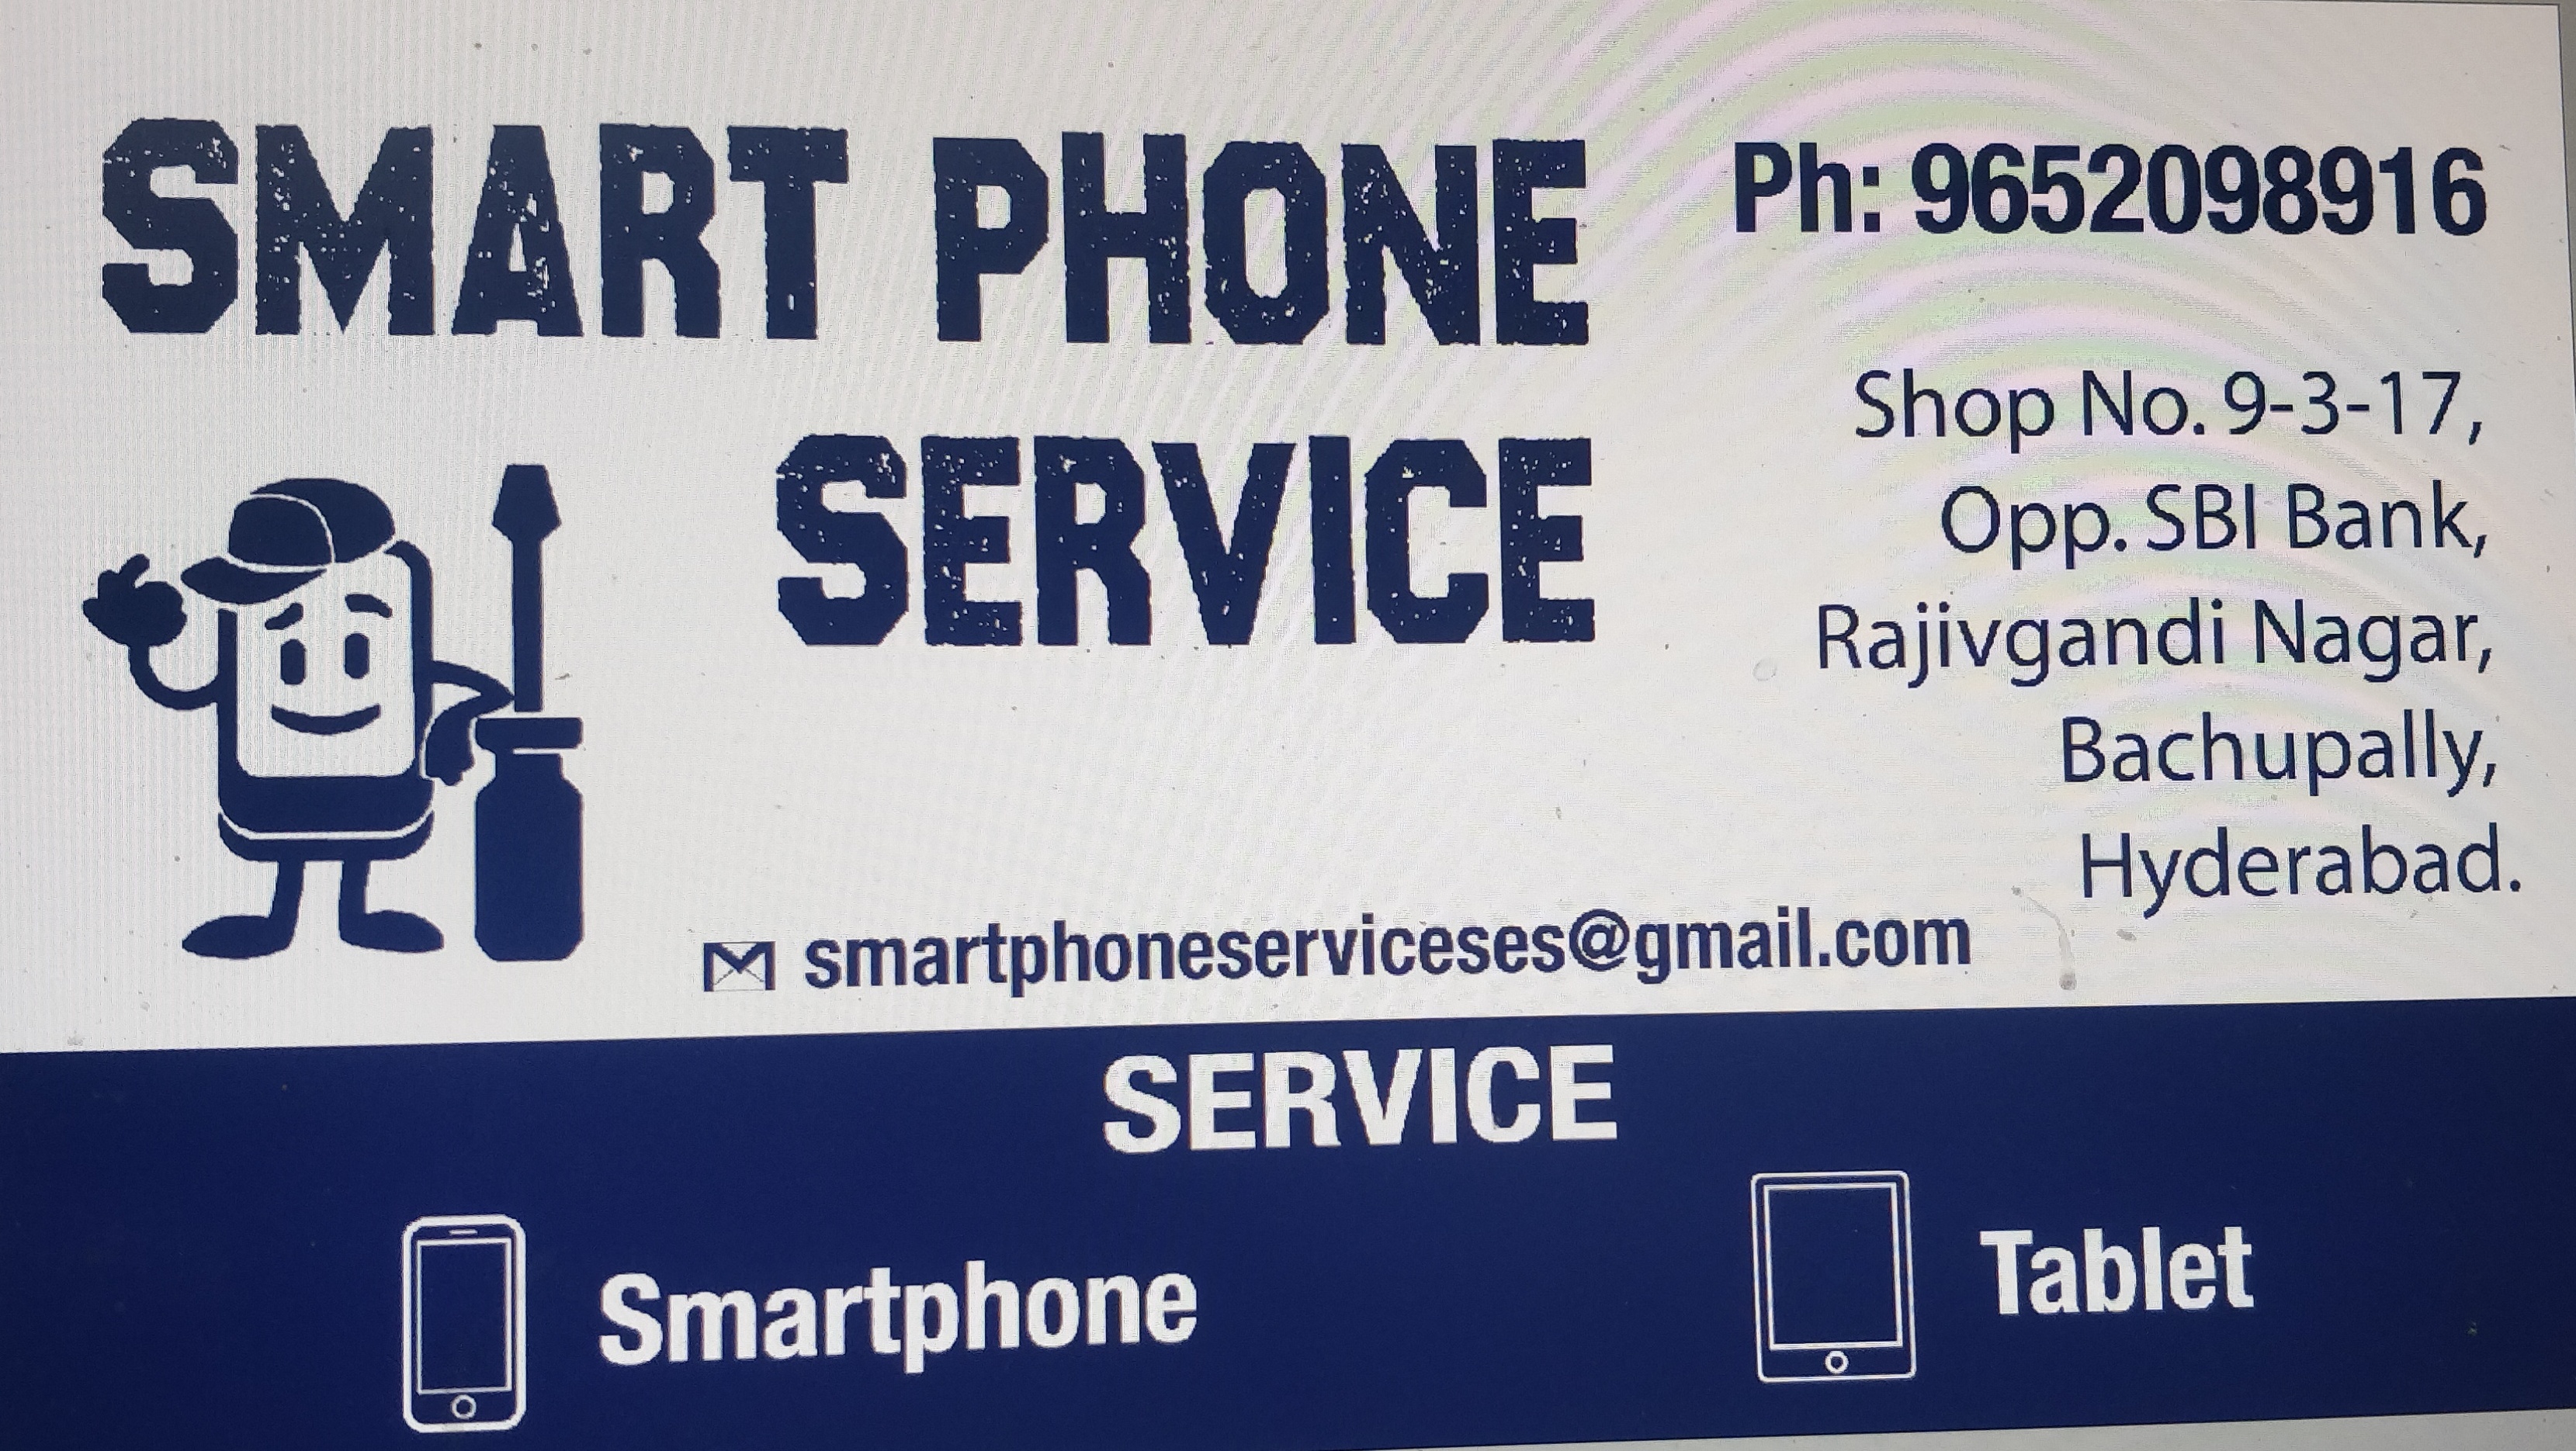 SMART PHONE
SERVICE
Ph: 9652098916
Shop No. 9-3-17,
Opp. SBI Bank,
Rajivgandi Nagar,
Bachupally,
Hyderabad.
smartphoneserviceses@gmail.com
SERVICE
Smartphone
Tablet